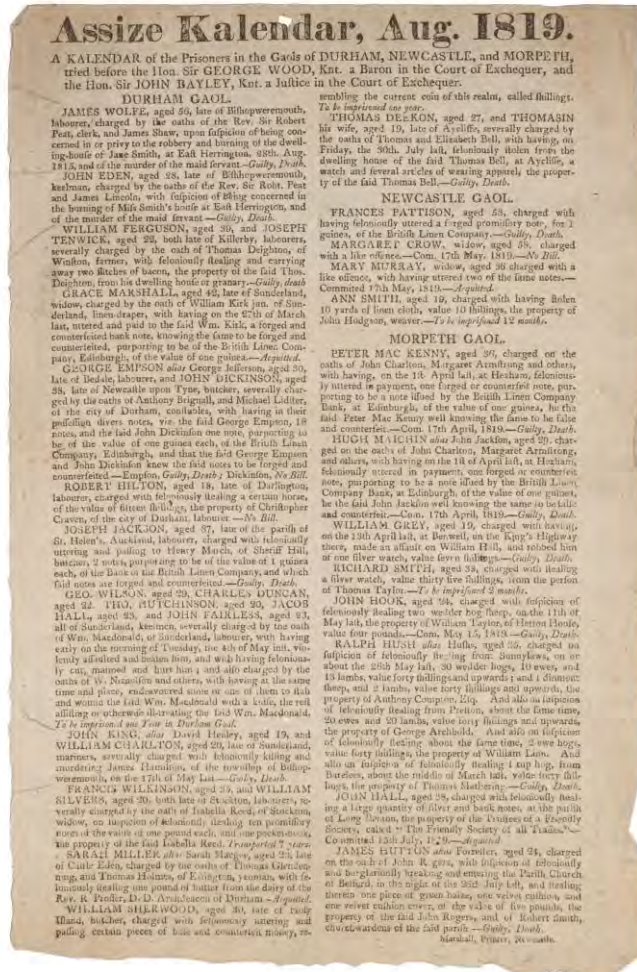 Assize Kalendar, Aug. 1819.
A KALENDAR of the Prisoners in the Gaols of DURHAM, NEWCASTLE, and MORPETH,
tried before the Hon. Sir GEORGE WOOD, Knt. a Baron in the Court of Exchequer, and
the Hon. Sir JOHN BAYLEY, Knt. a Justice in the Court of Exchequer.
DURHAM GAOL.
JAMES WOLFE, aged 56, late of Bishopweremouth,
labourer, charged by the oaths of the Rev. Sir Robert
Peat, clerk, and James Shaw, upon suspicion of being con-
cerned in or privy to the robbery and burning of the dwell-
ing-house of Jane Smith, at East Herrington, 28th. Aug.
1815, and of the murder of the maid servant.—Guilty, Death.
JOHN EDEN, aged 28, late of Bishopweremouth,
keelman, charged by the oaths of the Rev. Sir Robt. Peat
and James Lincoln, with suspicion of being concerned in
the burning of Miss Smith's house at East Herrington, and
of the murder of the maid servant—Guilty, Death.
WILLIAM FERGUSON, aged 39, and JOSEPH
TENWICK, aged 22, both of Killerby, labourers,
severally charged by the oath of Thomas Deighton, of
Winston, farmer, with feloniously stealing and carrying
away two flitches of bacon, the property of the said Thos.
Deighton, from his dwelling house or granary.—Guilty, death
GRACE MARSHALL, aged 42, late of Sunderland,
widow, charged by the oath of William Kirk jun. of Sun-
derland, linen-draper, with having on the 27th of March
last, uttered and paid to the said Wm. Kirk, a forged and
counterfeited bank note, knowing the same to be forged and
counterfeited, purporting to be of the British Linen Com-
pany, Edinburgh, of the value of one guinea.—Acquitted.
GEORGE EMPSON alias George Jefferson, aged 30,
late of Bedale, labourer, and JOHN DICKINSON, aged
38, late of Newcastle upon Tyne, butcher, severally char-
ged by the oaths of Anthony Brignall, and Michael Lidster,
of the city of Durham, constables, with having in their
possession divers notes, viz. the said George Empson, 18
notes, and the said John Dickinson one note, purporting to
be of the value of one guinea each, of the British Linen
Company, Edinburgh, and that the said George Empson
and John Dickinson knew the said notes to be forged and
counterfeited—Empson, Guilty, Death; Dickinson, No Bill.
ROBERT HILTON, aged 18, late of Darlington,
labourer, charged with feloniously stealing a certain horse,
of the value of fifteen shillings, the property of Christopher
Craven, of the city of Durham, labourer.—No Bill.
JOSEPH JACKSON, aged 37, late of the parish of
St. Helen's, Auckland, labourer, charged with feloniously
uttering and passing to Henry March, of Sheriff Hill,
butcher, 2 notes, purporting to be of the value of 1 guinea
each, of the Bank of the British Linen Company, and which
said notes are forged and counterfeited.—Guilty, Death.
GEO. WILSON, aged 29, CHARLES DUNCAN,
aged 22, THO. HUTCHINSON, aged 20, JACOB
HALL, aged 23, and JOHN FAIRLESS, aged 23,
all of Sunderland, keelmen, severally charged by the oath
of Wm. Macdonald, of Sunderland, labourer, with having
early on the morning of Tuesday, the 4th of May inst. vio-
lently assaulted and beaten him, and with having felonious-
ly cut, maimed and hurt him; and also charged by the
oaths of W. Nicholson and others, with having at the same
time and place, endeavoured some or one of them to stab
and wound the said Wm. Macdonald with a knife, the rest
assisting or otherwise ill-treating the said Wm. Macdonald.
To be imprisoned one Year in Durham Gaol.
JOHN KING, alias David Henley, aged 19, and
WILLIAM CHARLTON, aged 20, late of Sunderland,
mariners, severally charged with feloniously killing and
murdering James Hamilton, of the township of Bishop-
weremouth, on the 17th of May last.—Guilty, Death.
FRANCIS WILKINSON, aged 25, and WILLIAM
SILVERS, aged 20, both late of Stockton, labourers, se-
verally charged by the oath of Isabella Reed, of Stockton,
widow, on suspicion of feloniously stealing ten promissory
notes of the value of one pound each, and one pocket-book,
the property of the said Isabella Reed. Transported 7 years.
SARAH MILLER, alias Sarah Macgee, aged 23, late
of Castle Eden, charged by the oaths of Thomas Glendin-
ning, and Thomas Holmes, of Edington, yeoman, with fe-
loniously stealing one pound of butter from the dairy of the
Rev. R. Prosser, D. D. Archdeacon of Durham—Acquitted.
WILLIAM SHERWOOD, aged 30, late of Holy
Island, butcher, charged with feloniously uttering and
passing certain pieces of base and counterfeit money, re-
sembling the current coin of this realm, called shillings.
To be imprisoned one year.
THOMAS DEEKON, aged 27, and THOMASIN
his wife, aged 19, late of Aycliffe, severally charged by
the oaths of Thomas and Elizabeth Bell, with having, on
Friday, the 30th. July last, feloniously stolen from the
dwelling house of the said Thomas Bell, at Aycliffe, a
watch and several articles of wearing apparel, the proper-
ty of the said Thomas Bell.—Guilty, Death.
NEWCASTLE GAOL.
FRANCES PATTISON, aged 58, charged with
having feloniously uttered a forged promissory note, for 1
guinea, of the British Linen Company.—Guilty, Death.
MARGARET CROW, widow, aged 58, charged
with a like offence.—Com. 17th May. 1819.—No Bill.
MARY MURRAY, widow, aged 36 charged with a
like offence, with having uttered two of the same notes.—
Committed 17th May, 1819.—Acquitted.
ANN SMITH, aged 19, charged with having stolen
10 yards of linen cloth, value 10 shillings, the property of
John Hodgson, weaver.—To be imprisoned 12 months.
MORPETH GAOL.
PETER MAC KENNY, aged 36, charged on the
oaths of John Charlton, Margaret Armstrong and others,
with having, on the 1st. April last, at Hexham, felonious-
ly uttered in payment, one forged or counterfeit note, pur-
porting to be a note issued by the British Linen Company
Bank, at Edinburgh, of the value of one guinea, he the
said Peter Mac Kenny well knowing the same to be false
and counterfeit.—Com. 17th April, 1819.—Guilty, Death.
HUGH MAICHIN alias John Jackson, aged 29, char-
ged on the oaths of John Charlton, Margaret Armstrong,
and others, with having on the 1st of April last, at Hexham,
feloniously uttered in payment, one forged or counterfeit
note, purporting to be a note issued by the British Linen
Company Bank, at Edinburgh, of the value of one guinea,
he the said John Jackson well knowing the same to be false
and counterfeit.—Com. 17th April, 1819.—Guilty, Death.
WILLIAM GREY, aged 19, charged with having,
on the 13th April last, at Benwell, on the King's Highway
there, made an assault on William Hall, and robbed him
of one silver watch, value seven shillings.—Guilty, Death.
RICHARD SMITH, aged 33, charged with stealing
a silver watch, value thirty five shillings, from the person
of Thomas Taylor.—To be imprisoned 2 months.
JOHN HOOK, aged 24, charged with suspicion of
feloniously stealing two wedder hog sheep, on the 11th of
May last, the property of William Taylor, of Hetton House,
value four pounds.—Com. May 15, 1819.—Guilty, Death.
RALPH HUSH alias Hushs, aged 35, charged on
suspicion of feloniously stealing from Sunnylaws, on or
about the 26th May last, 30 wedder hogs, 10 ewes, and
15 lambs, value forty shillings and upwards; and 1 dinmont
sheep, and 2 lambs, value forty shillings and upwards, the
property of Anthony Compton, Esq. And also on suspicion
of feloniously stealing from Preston, about the same time,
20 ewes and 20 lambs, value forty shillings and upwards,
the property of George Archbold. And also on suspicion
of feloniously stealing about the same time, 2 ewe hogs,
value forty shillings, the property of William Linn. And
also on suspicion of feloniously stealing 1 tup hog, from
Barelees, about the middle of March last, value forty shil-
lings, the property of Thomas Mathering.—Guilty, Death.
JOHN HALL, aged 38, charged with feloniously steal-
ing a large quantity of silver and bank notes, at the parish
of Long Benton, the property of the Trustees of a Friendly
Society, called "The Friendly Society of all Trades."—
Committed 15th July, 1819.—Acquitted
JAMES HUTTON alias Forrester, aged 24, charged
on the oath of John Rogers, with suspicion of feloniously
and burglariously breaking and entering the Parish Church
of Belford, in the night of the 23d July last, and stealing
therein one piece of green baize, one velvet cushion, and
one velvet cushion cover, of the value of five pounds, the
property of the said John Rogers, and of Robert Smith,
churchwardens of the said parish—Guilty, Death.
Marshall, Printer, Newcastle.